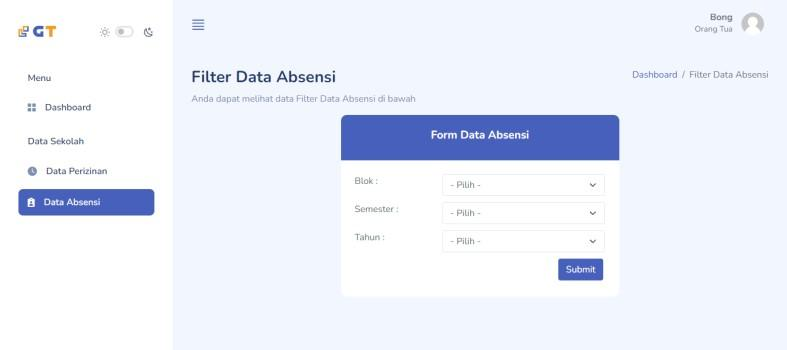 GT
Bong
Orang Tua
Menu
Dashboard
Data Sekolah
Data Perizinan
Data Absensi
Filter Data Absensi
Dashboard / Filter Data Absensi
Anda dapat melihat data Filter Data Absensi di bawah
Form Data Absensi
Blok : - Pilih -
Semester : - Pilih -
Tahun : - Pilih -
Submit